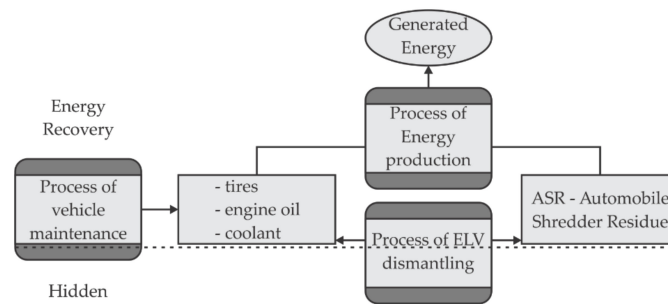 Generated
Energy
Energy
Recovery
Process of
Energy
production
Process of
vehicle
maintenance
- tires
- engine oil
- coolant
ASR - Automobile
Shredder Residue
Process of ELV
dismantling
Hidden